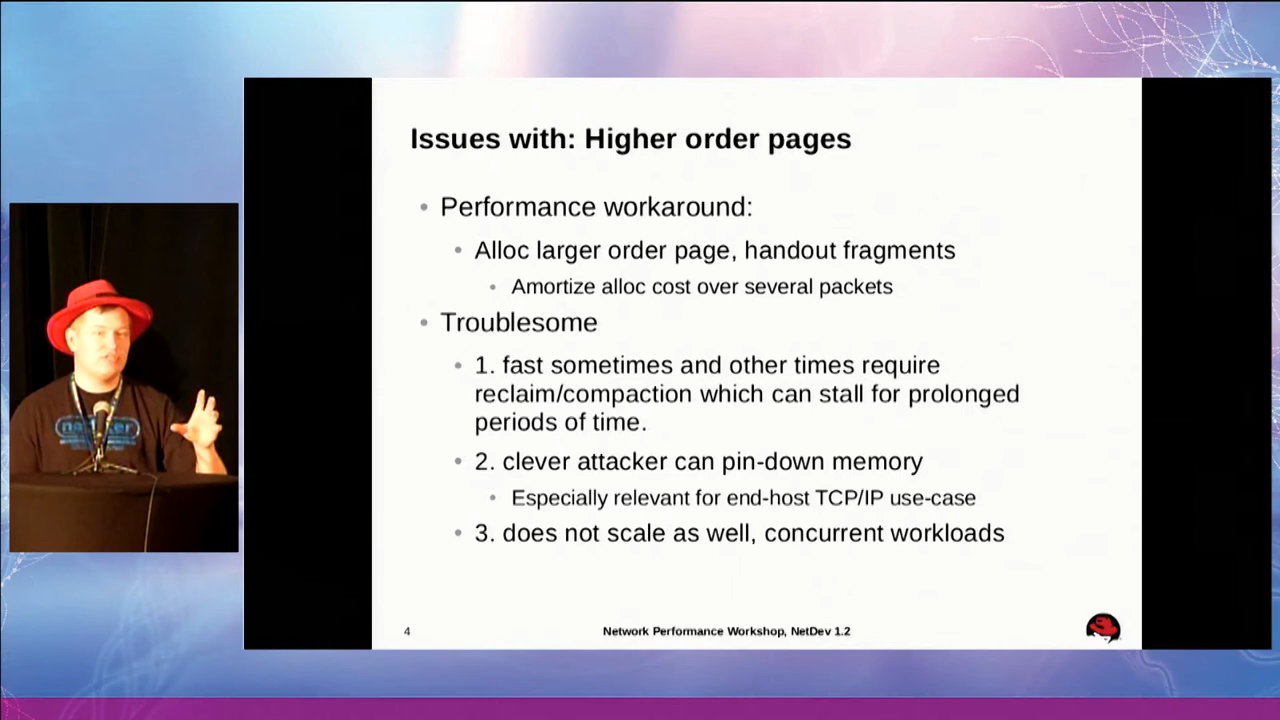 Issues with: Higher order pages
• Performance workaround:
• Alloc larger order page, handout fragments
• Amortize alloc cost over several packets
• Troublesome
• 1. fast sometimes and other times require
reclaim/compaction which can stall for prolonged
periods of time.
• 2. clever attacker can pin-down memory
• Especially relevant for end-host TCP/IP use-case
• 3. does not scale as well, concurrent workloads
4
Network Performance Workshop, NetDev 1.2